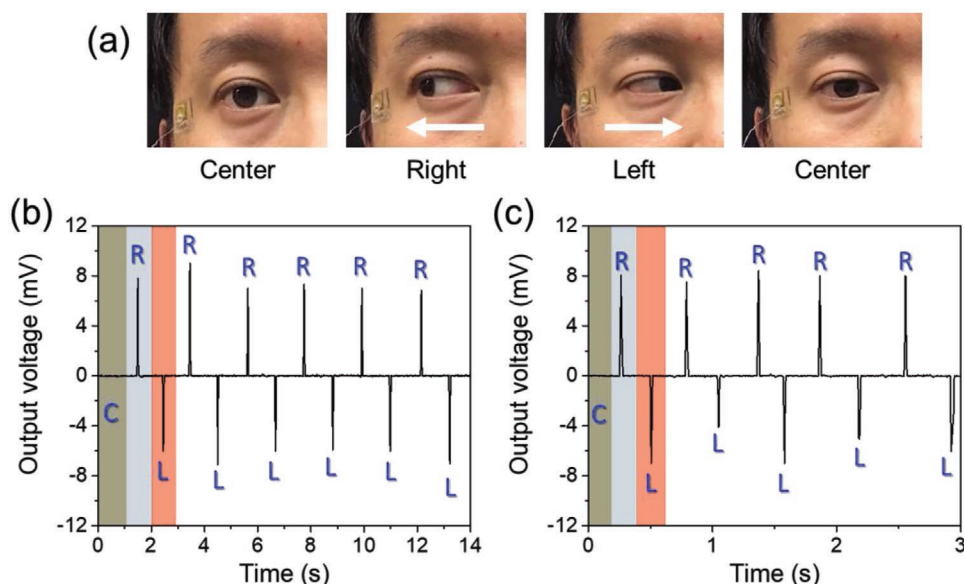 (a)
Center
Right
Left
Center
(b)
Output voltage (mV)
12
8
4
0
-4
-8
-12
C
R
L
R
L
R
L
R
L
R
L
R
L
0
2
4
6
8
10
12
14
Time (s)
(c)
Output voltage (mV)
12
8
4
0
-4
-8
-12
C
R
L
R
L
R
L
R
L
R
L
0
1
2
3
Time (s)